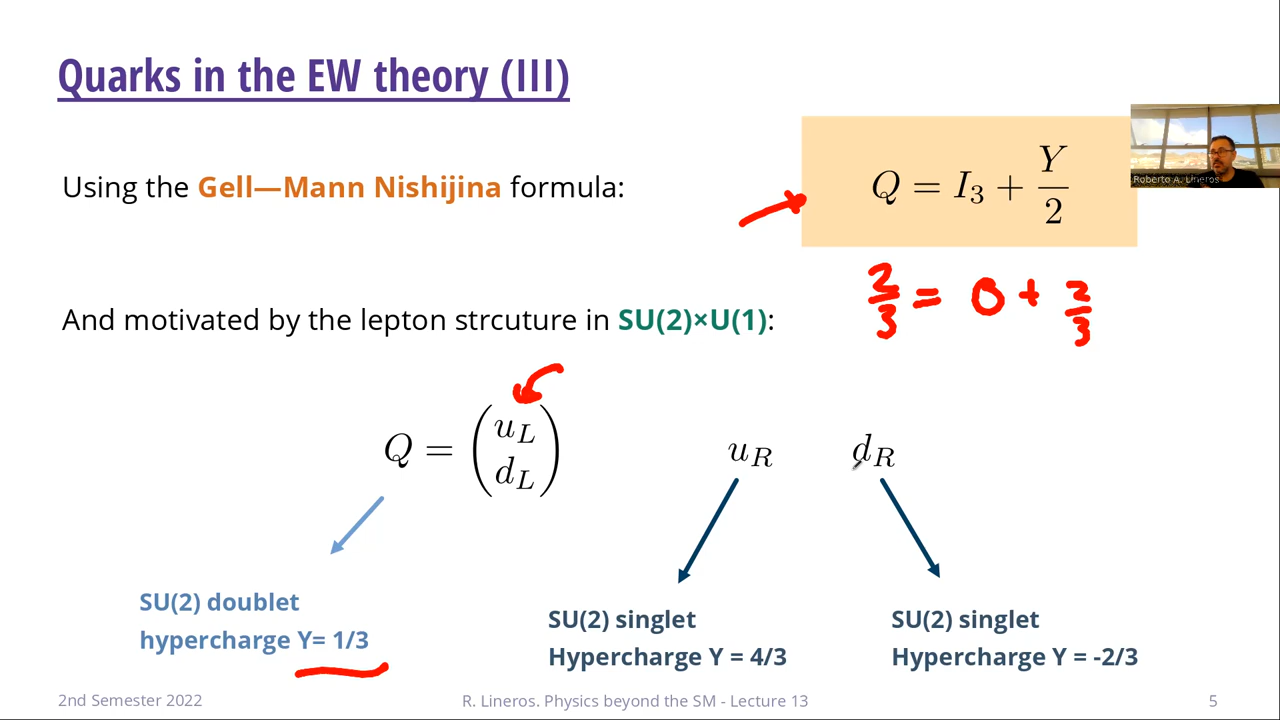 Quarks in the EW theory (III)
Using the Gell—Mann Nishijina formula:
Q = I₃ + Y/2
Roberto A. Lineros
2/3 = 0 + 2/3
And motivated by the lepton strcuture in SU(2)×U(1):
Q = (u_L
d_L)
u_R d_R
SU(2) doublet
hypercharge Y= 1/3
SU(2) singlet
Hypercharge Y = 4/3
SU(2) singlet
Hypercharge Y = -2/3
2nd Semester 2022 R. Lineros. Physics beyond the SM - Lecture 13 5